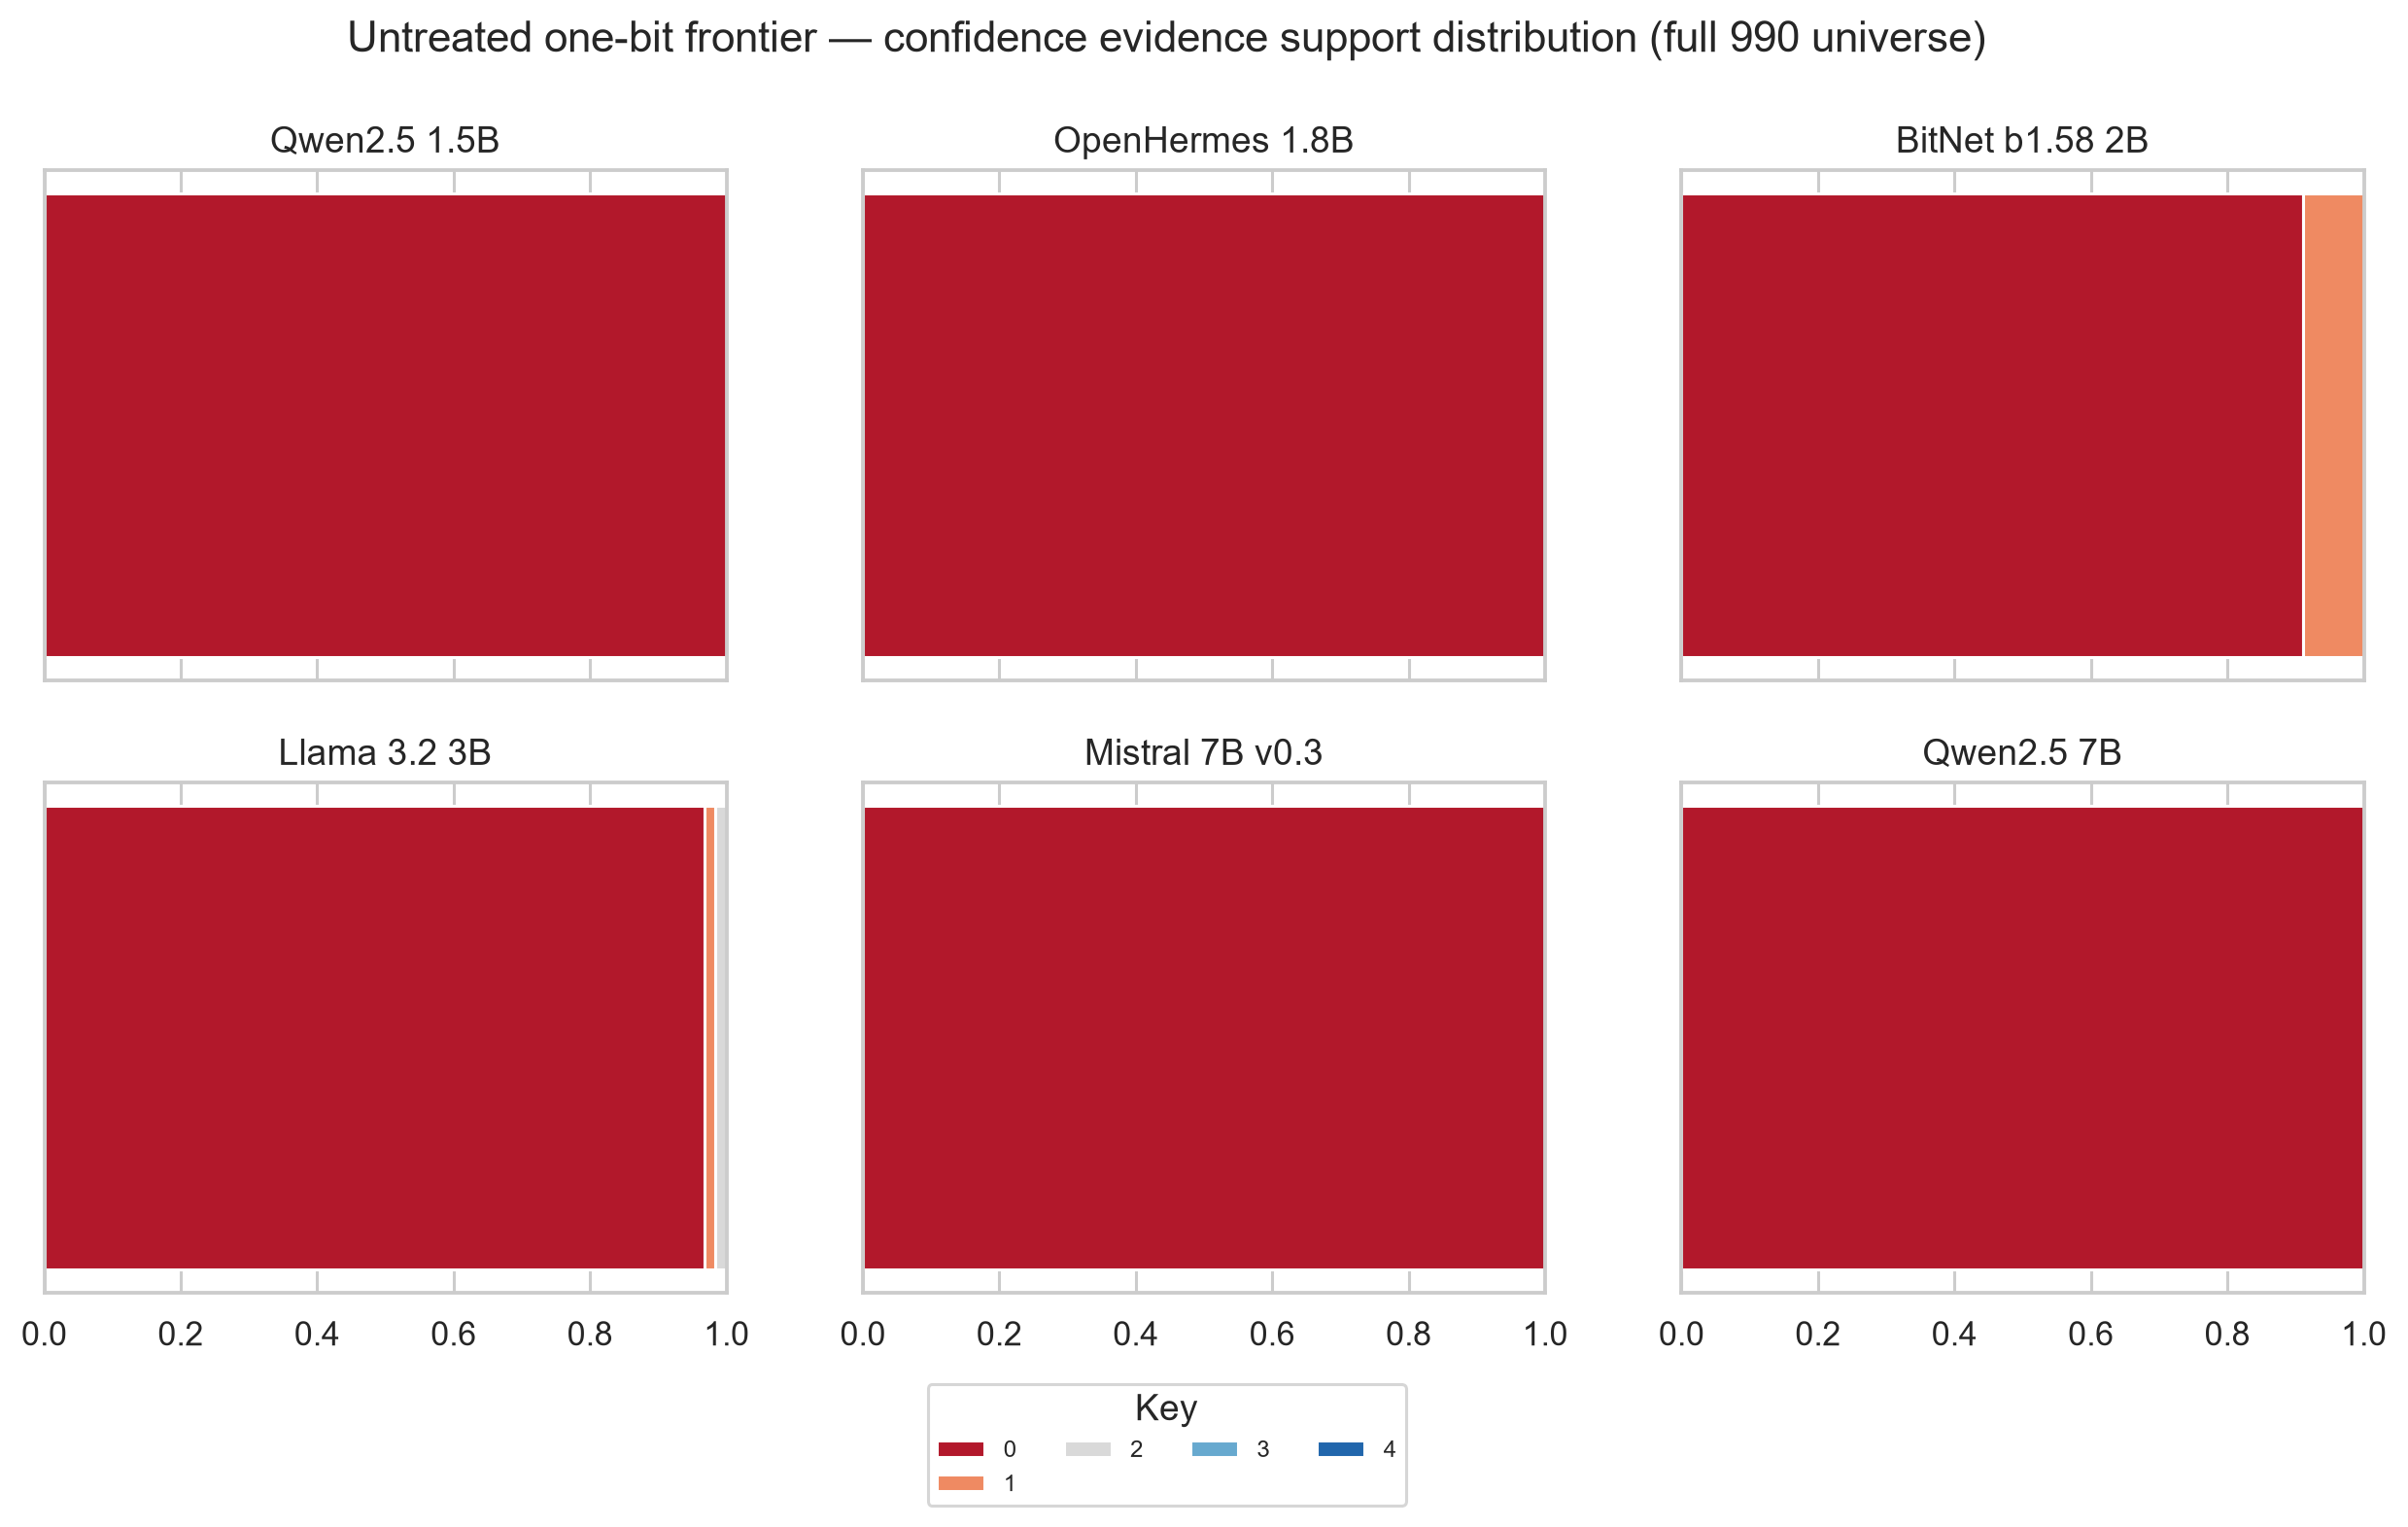 Untreated one-bit frontier — confidence evidence support distribution (full 990 universe)
Qwen2.5 1.5B
OpenHermes 1.8B
BitNet b1.58 2B
Llama 3.2 3B
Mistral 7B v0.3
Qwen2.5 7B
0.0 0.2 0.4 0.6 0.8 1.0
0.0 0.2 0.4 0.6 0.8 1.0
0.0 0.2 0.4 0.6 0.8 1.0
Key
0 2 3 4
1